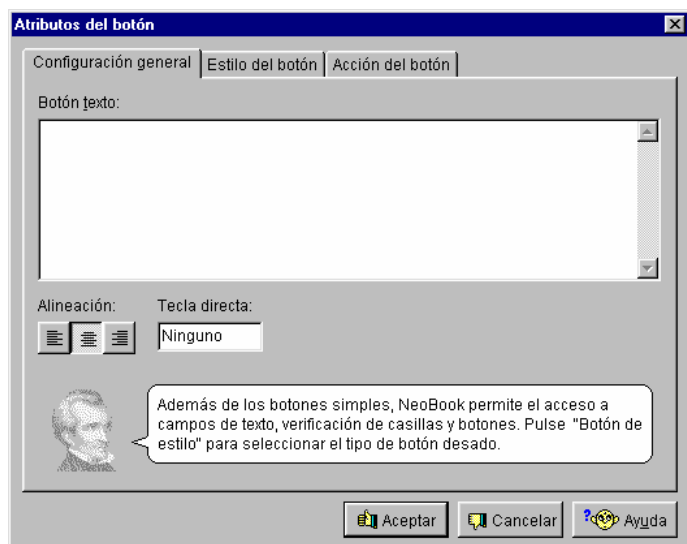 Atributos del botón
Configuración general Estilo del botón Acción del botón
Botón texto:
Alineación: Tecla directa:
Ninguno
Además de los botones simples, NeoBook permite el acceso a
campos de texto, verificación de casillas y botones. Pulse "Botón de
estilo" para seleccionar el tipo de botón desado.
Aceptar Cancelar Ayuda